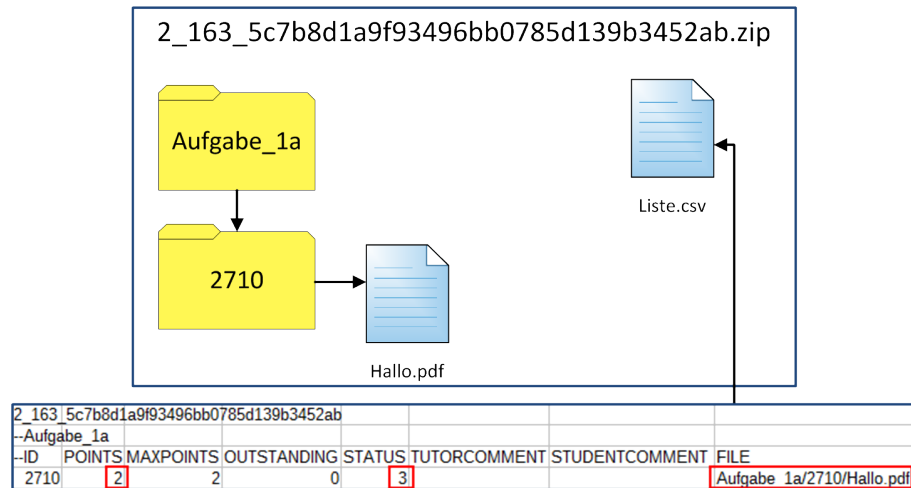 2_163_5c7b8d1a9f93496bb0785d139b3452ab.zip
Aufgabe_1a
Liste.csv
2710
Hallo.pdf
2_163_5c7b8d1a9f93496bb0785d139b3452ab
--Aufgabe_1a
--ID POINTS MAXPOINTS OUTSTANDING STATUS TUTORCOMMENT STUDENTCOMMENT FILE
2710 2 2 0 3 Aufgabe_1a/2710/Hallo.pdf